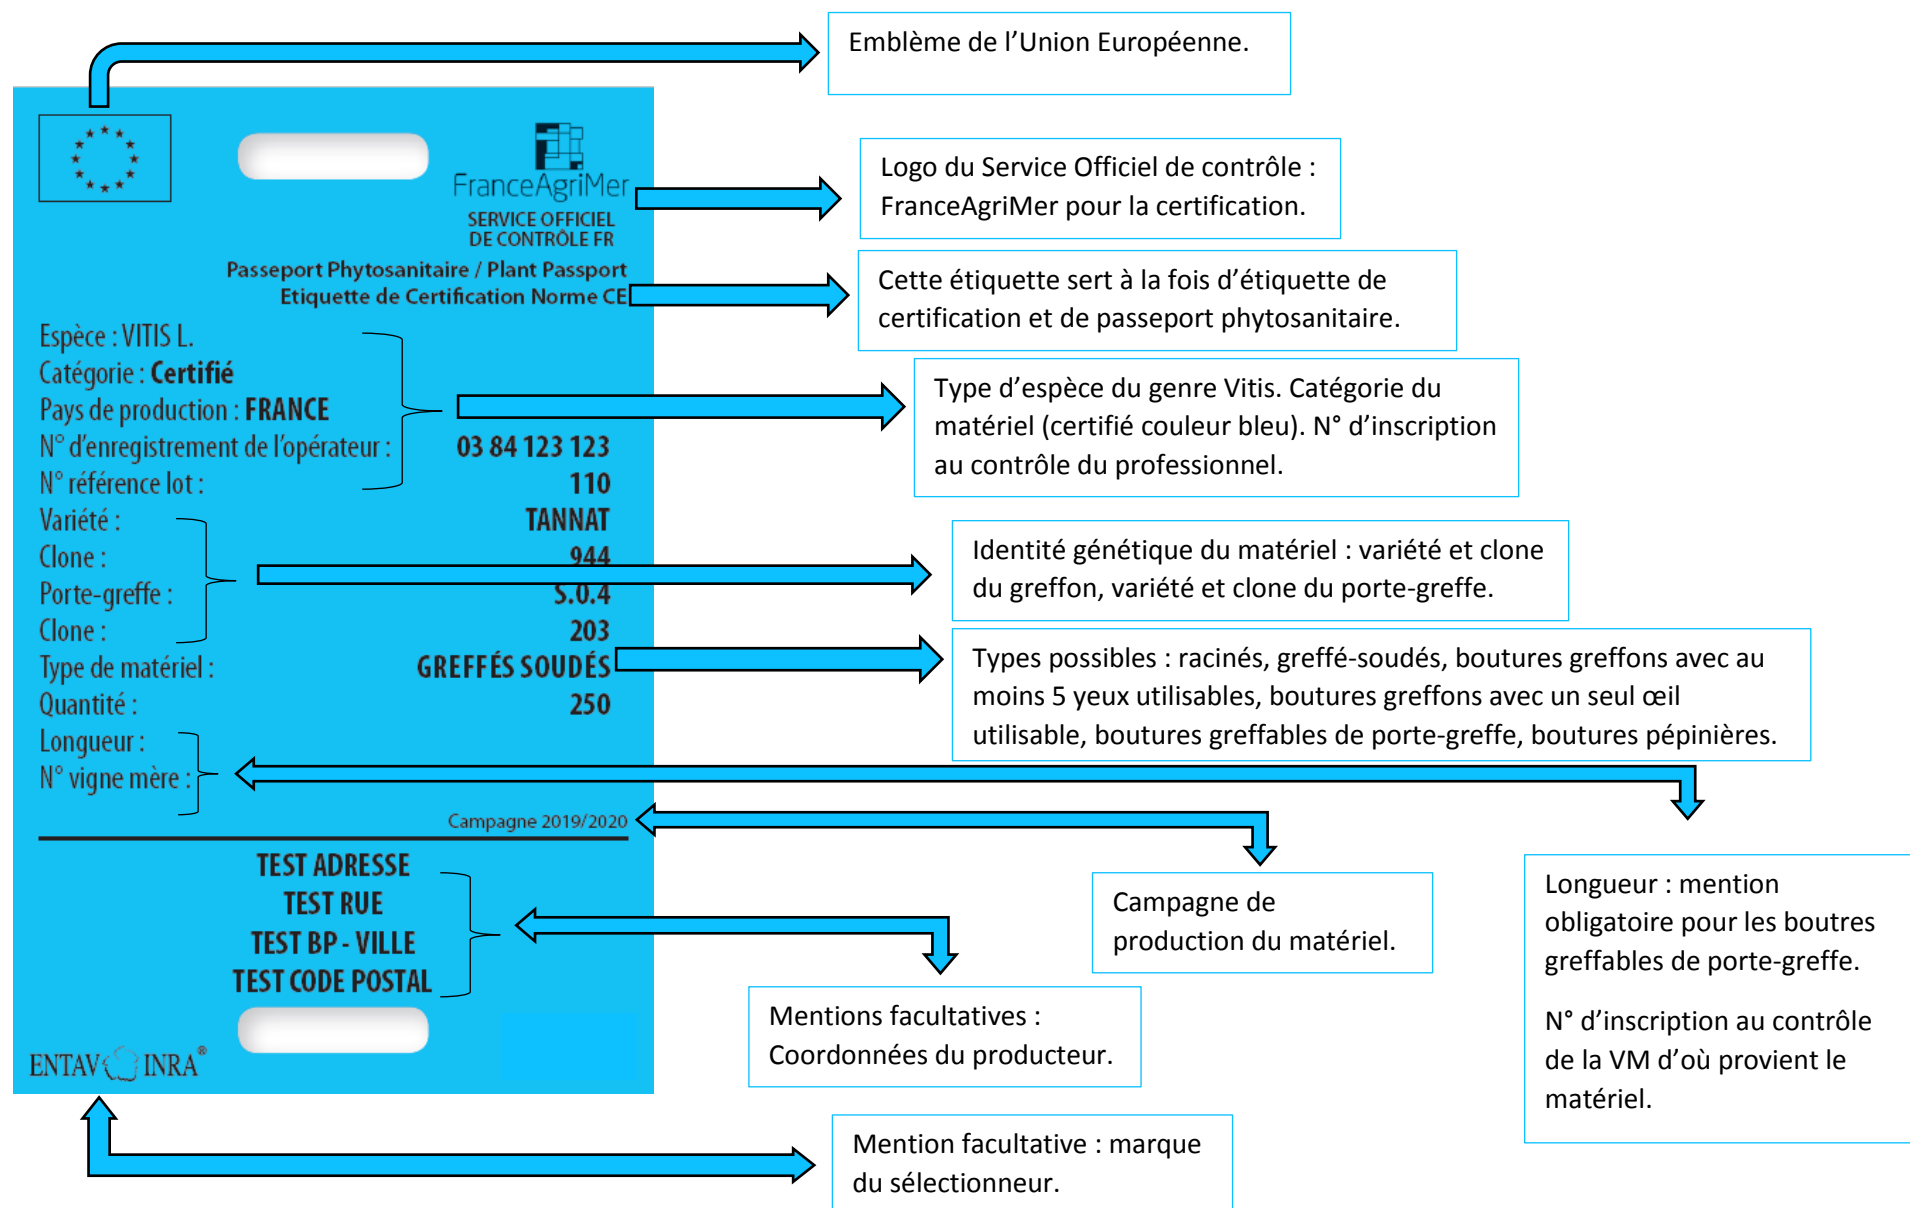 Emblème de l’Union Européenne.
FranceAgriMer
SERVICE OFFICIEL
DE CONTRÔLE FR
Logo du Service Officiel de contrôle :
FranceAgriMer pour la certification.
Passeport Phytosanitaire / Plant Passport
Etiquette de Certification Norme CE
Cette étiquette sert à la fois d’étiquette de
certification et de passeport phytosanitaire.
Espèce : VITIS L.
Catégorie : Certifié
Pays de production : FRANCE
N° d'enregistrement de l'opérateur : 03 84 123 123
N° référence lot : 110
Type d’espèce du genre Vitis. Catégorie du
matériel (certifié couleur bleu). N° d’inscription
au contrôle du professionnel.
Variété : TANNAT
Clone : 944
Porte-greffe : S.O.4
Clone : 203
Identité génétique du matériel : variété et clone
du greffon, variété et clone du porte-greffe.
Type de matériel : GREFFÉS SOUDÉS
Quantité : 250
Types possibles : racinés, greffé-soudés, boutures greffons avec au
moins 5 yeux utilisables, boutures greffons avec un seul œil
utilisable, boutures greffables de porte-greffe, boutures pépinières.
Longueur :
N° vigne mère :
Longueur : mention
obligatoire pour les boutres
greffables de porte-greffe.
N° d’inscription au contrôle
de la VM d’où provient le
matériel.
Campagne 2019/2020
Campagne de
production du matériel.
TEST ADRESSE
TEST RUE
TEST BP - VILLE
TEST CODE POSTAL
Mentions facultatives :
Coordonnées du producteur.
ENTAV INRA®
Mention facultative : marque
du sélectionneur.